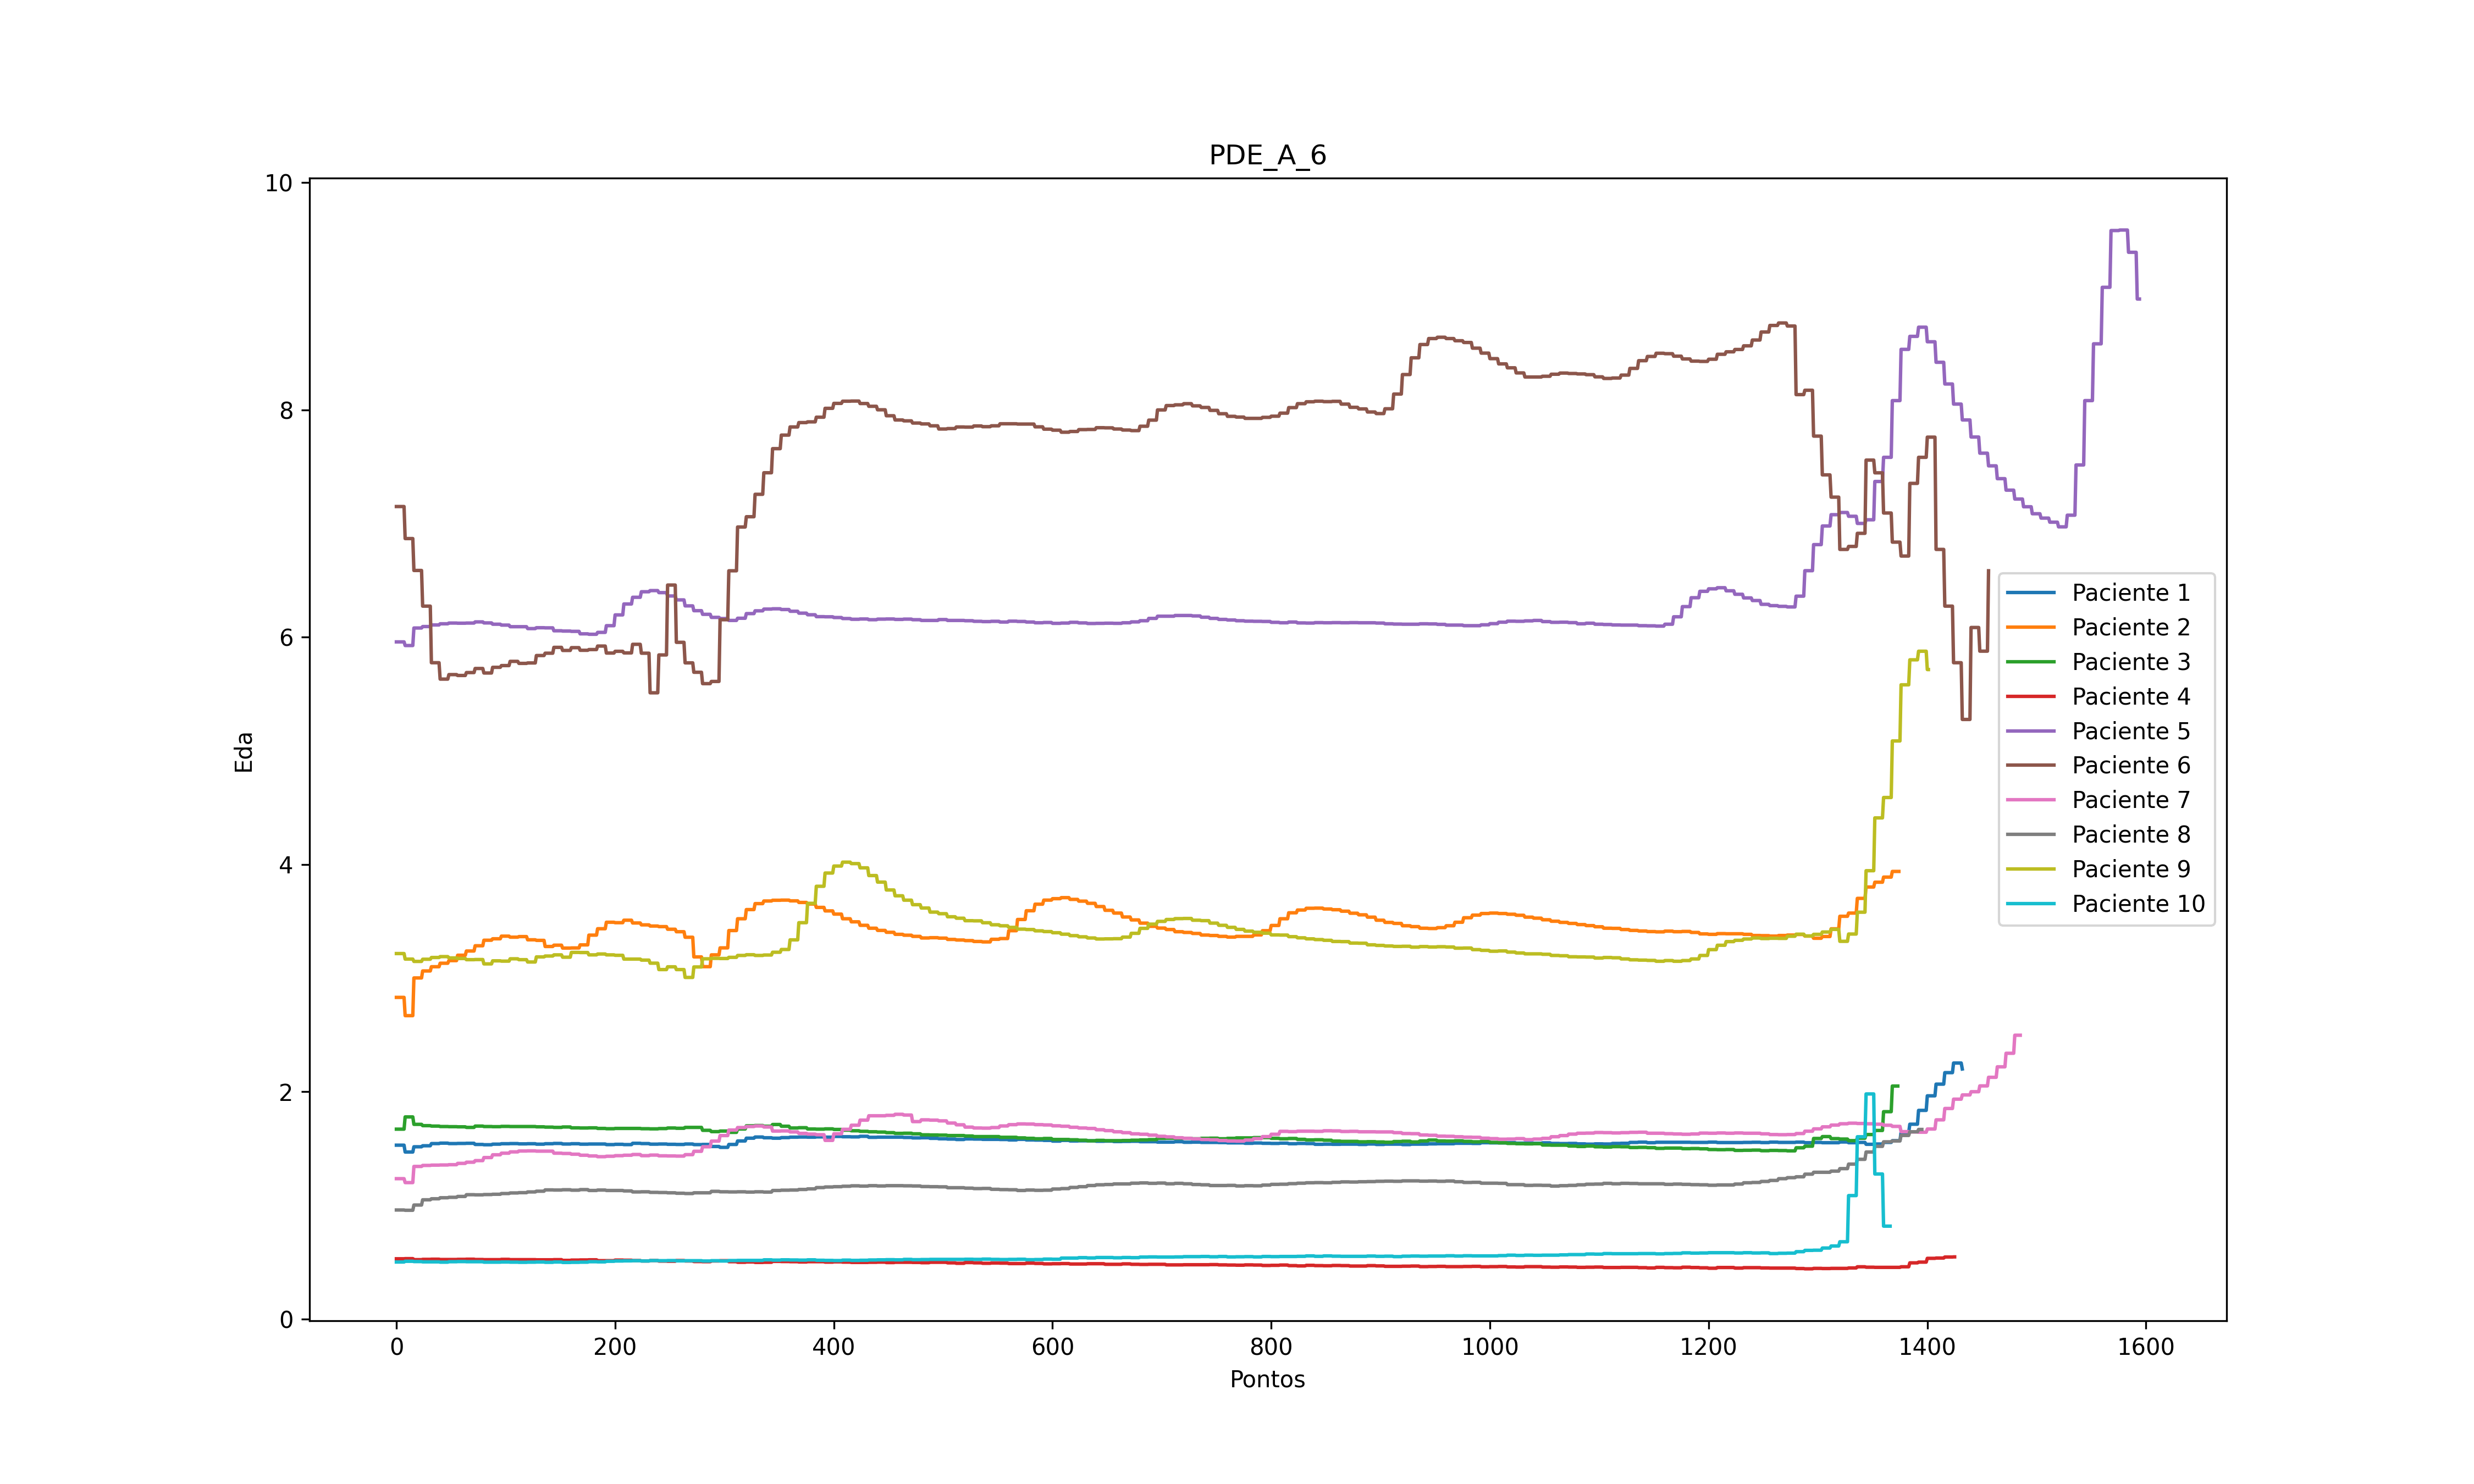 PDE_A_6
10
8
6
4
2
0
Eda
0 200 400 600 800 1000 1200 1400 1600
Pontos
Paciente 1
Paciente 2
Paciente 3
Paciente 4
Paciente 5
Paciente 6
Paciente 7
Paciente 8
Paciente 9
Paciente 10